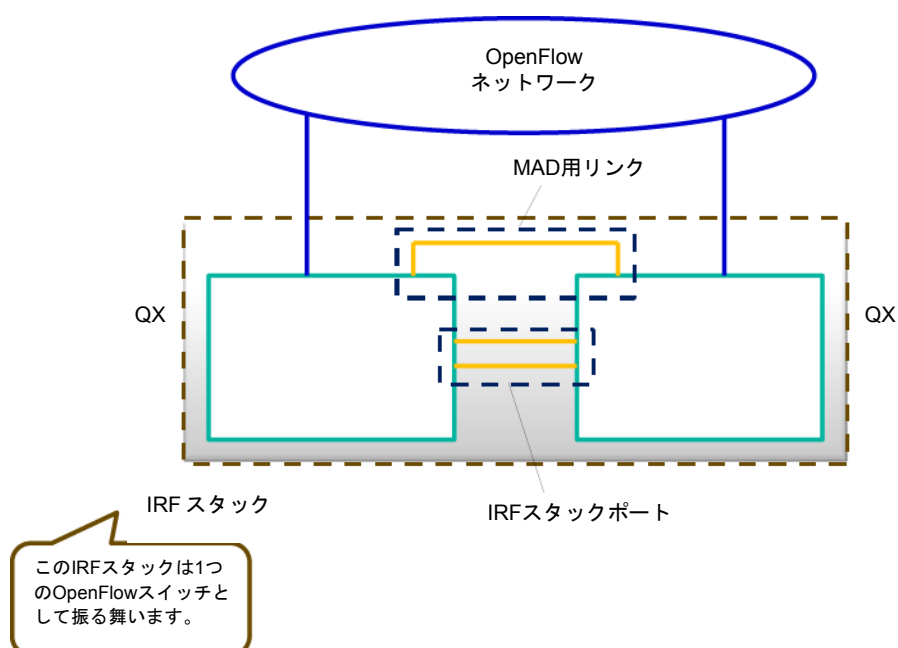 OpenFlow
ネットワーク
MAD用リンク
QX
QX
IRF スタック
IRFスタックポート
このIRFスタックは1つ
のOpenFlowスイッチと
して振る舞います。